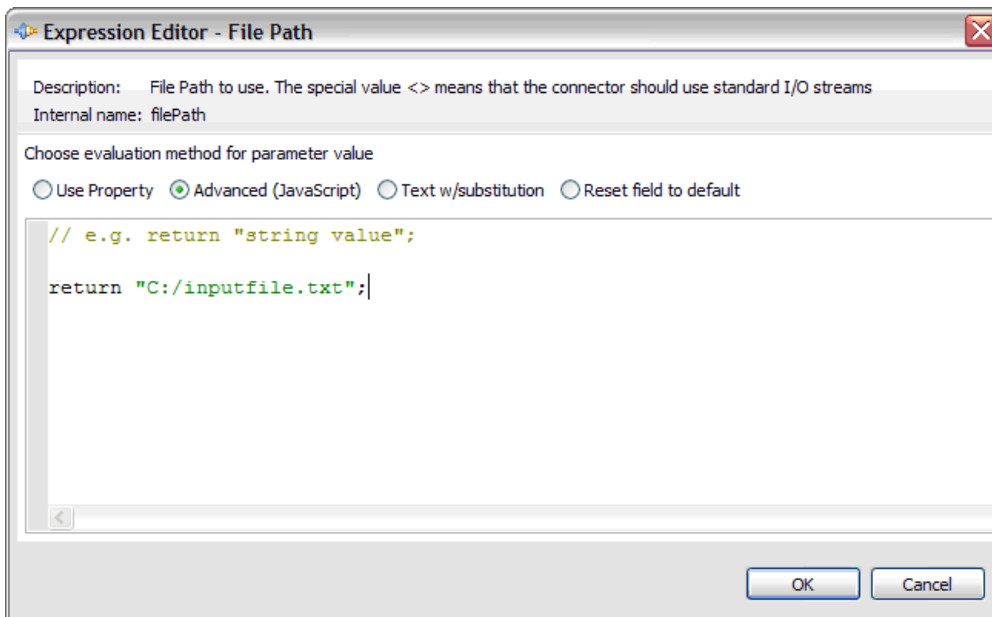 Expression Editor - File Path
Description: File Path to use. The special value <> means that the connector should use standard I/O streams
Internal name: filePath
Choose evaluation method for parameter value
Use Property Advanced (JavaScript) Text w/substitution Reset field to default
// e.g. return "string value";
return "C:/inputfile.txt";
OK Cancel